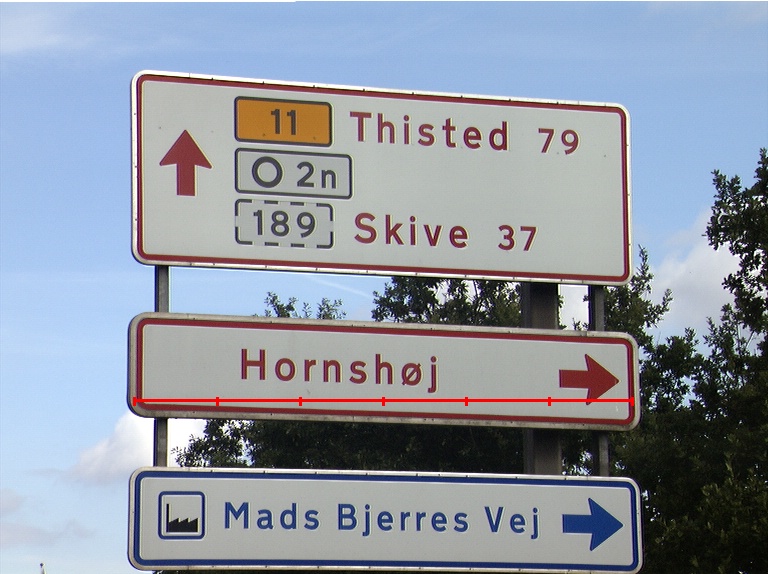 11 Thisted 79
2n
189 Skive 37
Hornshøj
Mads Bjerres Vej